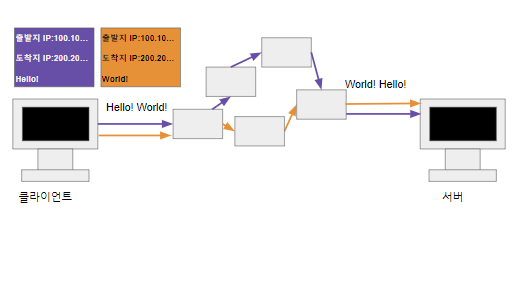 출발지 IP:100.10...
도착지 IP:200.20...
Hello!
출발지 IP:100.10...
도착지 IP:200.20...
World!
Hello! World!
World! Hello!
클라이언트
서버